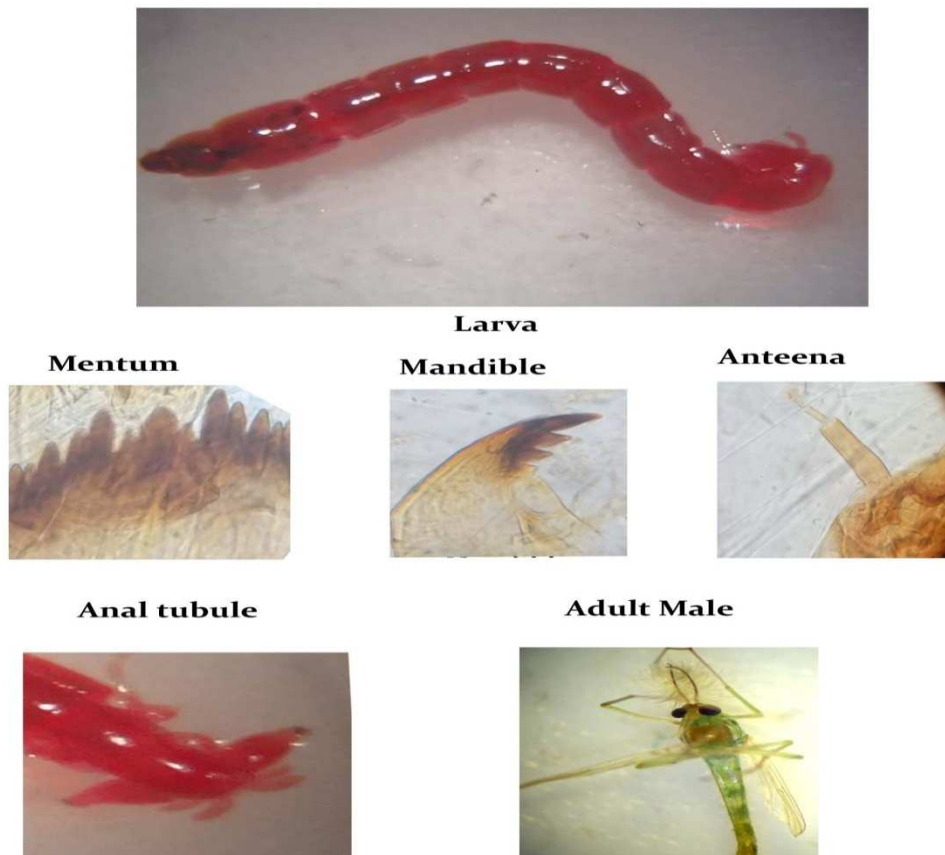 Larva
Mentum
Mandible
Anteena
Anal tubule
Adult Male